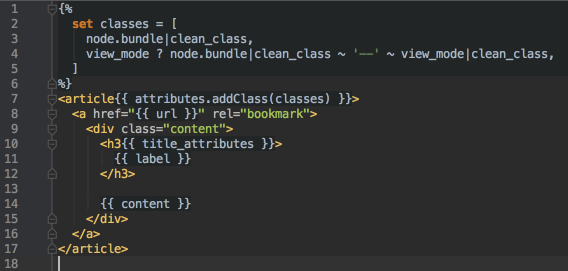 1 {%
2   set classes = [
3     node.bundle|clean_class,
4     view_mode ? node.bundle|clean_class ~ '--' ~ view_mode|clean_class,
5   ]
6 %}
7 <article{{ attributes.addClass(classes) }}>
8   <a href="{{ url }}" rel="bookmark">
9     <div class="content">
10       <h3{{ title_attributes }}>
11         {{ label }}
12       </h3>
13
14       {{ content }}
15     </div>
16   </a>
17 </article>
18